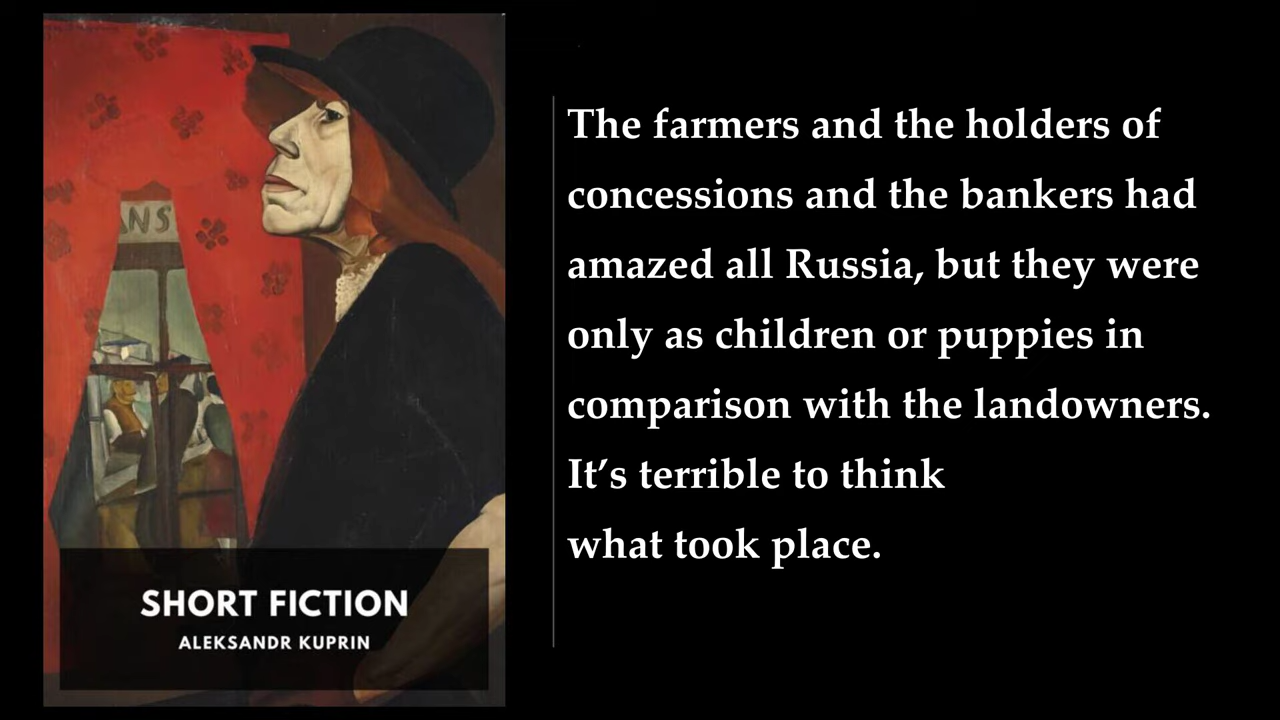 ANS
SHORT FICTION
ALEKSANDR KUPRIN
The farmers and the holders of
concessions and the bankers had
amazed all Russia, but they were
only as children or puppies in
comparison with the landowners.
It’s terrible to think
what took place.